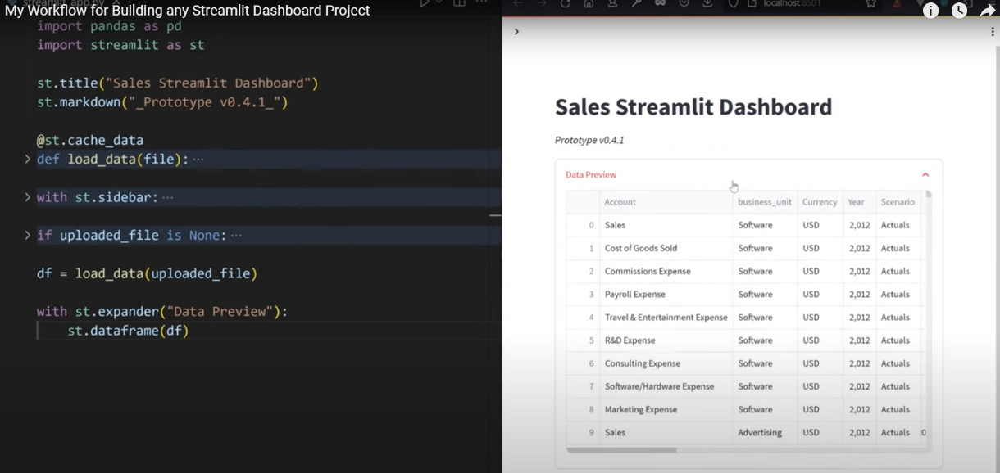 My Workflow for Building any Streamlit Dashboard Project
streamlit_app.py
localhost:8501
import pandas as pd
import streamlit as st
st.title("Sales Streamlit Dashboard")
st.markdown("_Prototype v0.4.1_")
@st.cache_data
def load_data(file): ···
with st.sidebar: ···
if uploaded_file is None: ···
df = load_data(uploaded_file)
with st.expander("Data Preview"):
st.dataframe(df)
Sales Streamlit Dashboard
Prototype v0.4.1
Data Preview
Account business_unit Currency Year Scenario
0 Sales Software USD 2,012 Actuals
1 Cost of Goods Sold Software USD 2,012 Actuals
2 Commissions Expense Software USD 2,012 Actuals
3 Payroll Expense Software USD 2,012 Actuals
4 Travel & Entertainment Expense Software USD 2,012 Actuals
5 R&D Expense Software USD 2,012 Actuals
6 Consulting Expense Software USD 2,012 Actuals
7 Software/Hardware Expense Software USD 2,012 Actuals
8 Marketing Expense Software USD 2,012 Actuals
9 Sales Advertising USD 2,012 Actuals